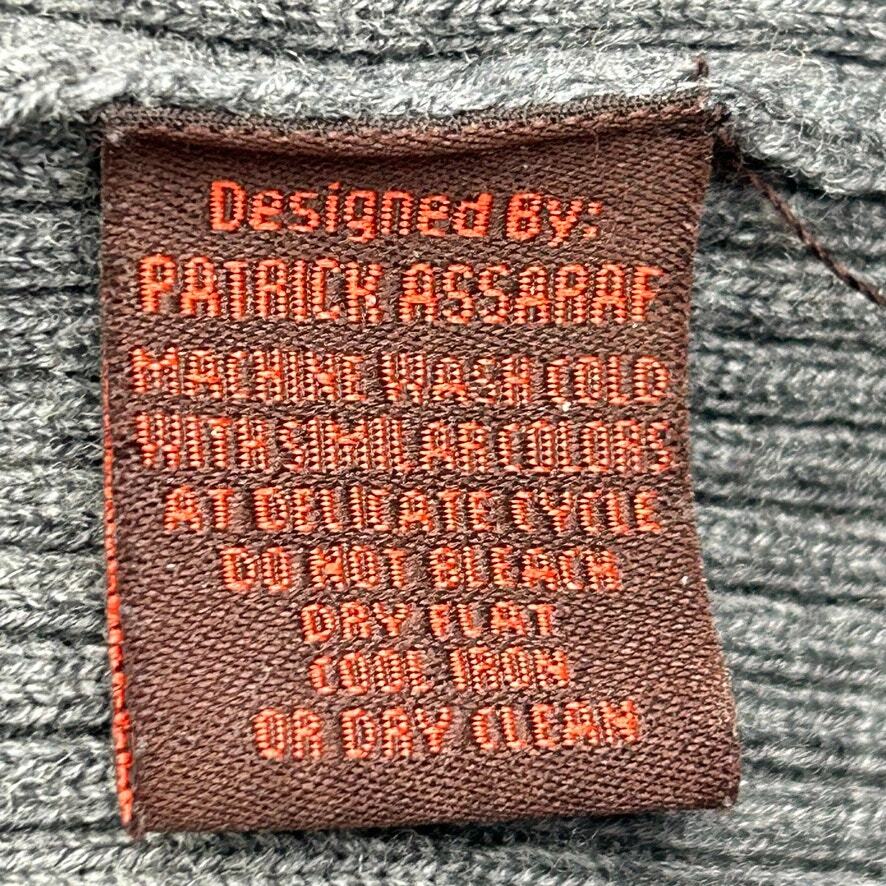 Designed By:
PATRICK ASSARAF
MACHINE WASH COLD
WITH SIMILAR COLORS
AT DELICATE CYCLE
DO NOT BLEACH
DRY FLAT
COOL IRON
OR DRY CLEAN